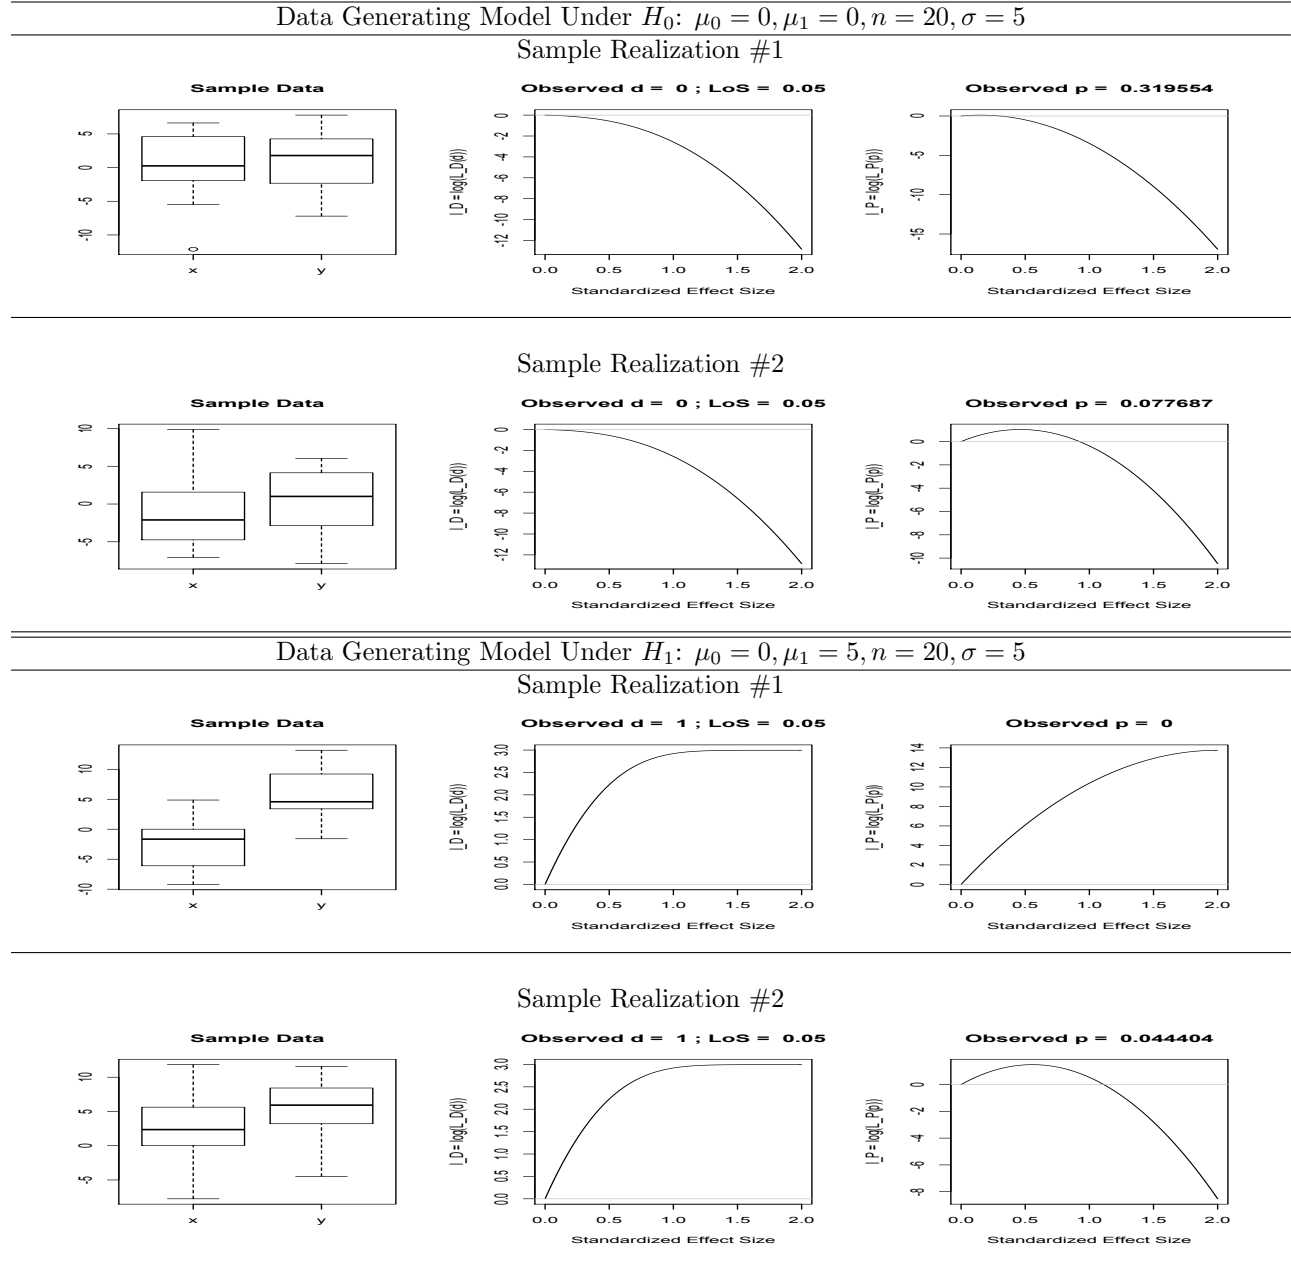 Data Generating Model Under H₀: μ₀ = 0, μ₁ = 0, n = 20, σ = 5
Sample Realization #1
Sample Data
5
0
-5
-10
x
y
Observed d = 0 ; LoS = 0.05
l_D = log(L_D(d))
0
-2
-4
-6
-8
-10
-12
0.0 0.5 1.0 1.5 2.0
Standardized Effect Size
Observed p = 0.319554
l_P = log(L_P(p))
0
-5
-10
-15
0.0 0.5 1.0 1.5 2.0
Standardized Effect Size
Sample Realization #2
Sample Data
10
5
0
-5
x
y
Observed d = 0 ; LoS = 0.05
l_D = log(L_D(d))
0
-2
-4
-6
-8
-10
-12
0.0 0.5 1.0 1.5 2.0
Standardized Effect Size
Observed p = 0.077687
l_P = log(L_P(p))
0
-2
-4
-6
-8
-10
0.0 0.5 1.0 1.5 2.0
Standardized Effect Size
Data Generating Model Under H₁: μ₀ = 0, μ₁ = 5, n = 20, σ = 5
Sample Realization #1
Sample Data
10
5
0
-5
-10
x
y
Observed d = 1 ; LoS = 0.05
l_D = log(L_D(d))
3.0
2.5
2.0
1.5
1.0
0.5
0.0
0.0 0.5 1.0 1.5 2.0
Standardized Effect Size
Observed p = 0
l_P = log(L_P(p))
14
12
10
8
6
4
2
0
0.0 0.5 1.0 1.5 2.0
Standardized Effect Size
Sample Realization #2
Sample Data
10
5
0
-5
x
y
Observed d = 1 ; LoS = 0.05
l_D = log(L_D(d))
3.0
2.5
2.0
1.5
1.0
0.5
0.0
0.0 0.5 1.0 1.5 2.0
Standardized Effect Size
Observed p = 0.044404
l_P = log(L_P(p))
0
-2
-4
-6
-8
0.0 0.5 1.0 1.5 2.0
Standardized Effect Size